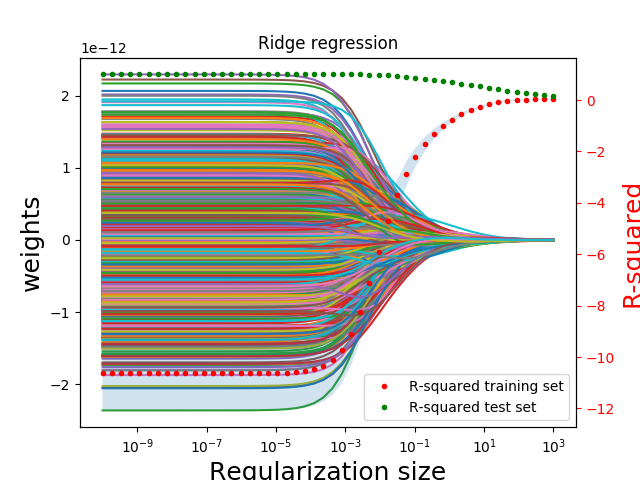 Ridge regression
1e−12
2
1
0
−1
−2
weights
0
−2
−4
−6
−8
−10
−12
R-squared
R-squared training set
R-squared test set
10⁻⁹ 10⁻⁷ 10⁻⁵ 10⁻³ 10⁻¹ 10¹ 10³
Regularization size